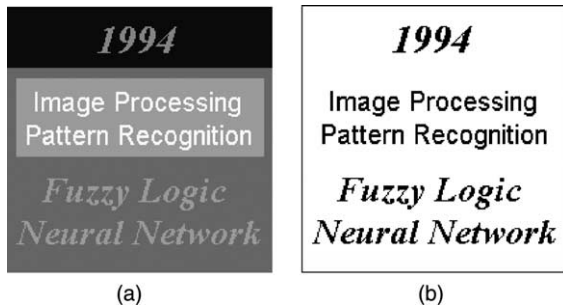 1994
Image Processing
Pattern Recognition
Fuzzy Logic
Neural Network
(a)
1994
Image Processing
Pattern Recognition
Fuzzy Logic
Neural Network
(b)